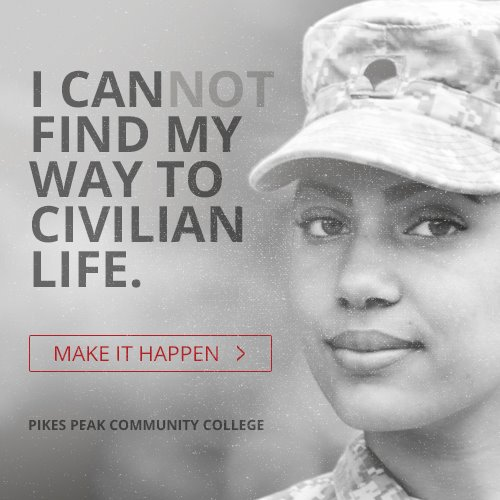 I CANNOT
FIND MY
WAY TO
CIVILIAN
LIFE.
MAKE IT HAPPEN >
PIKES PEAK COMMUNITY COLLEGE